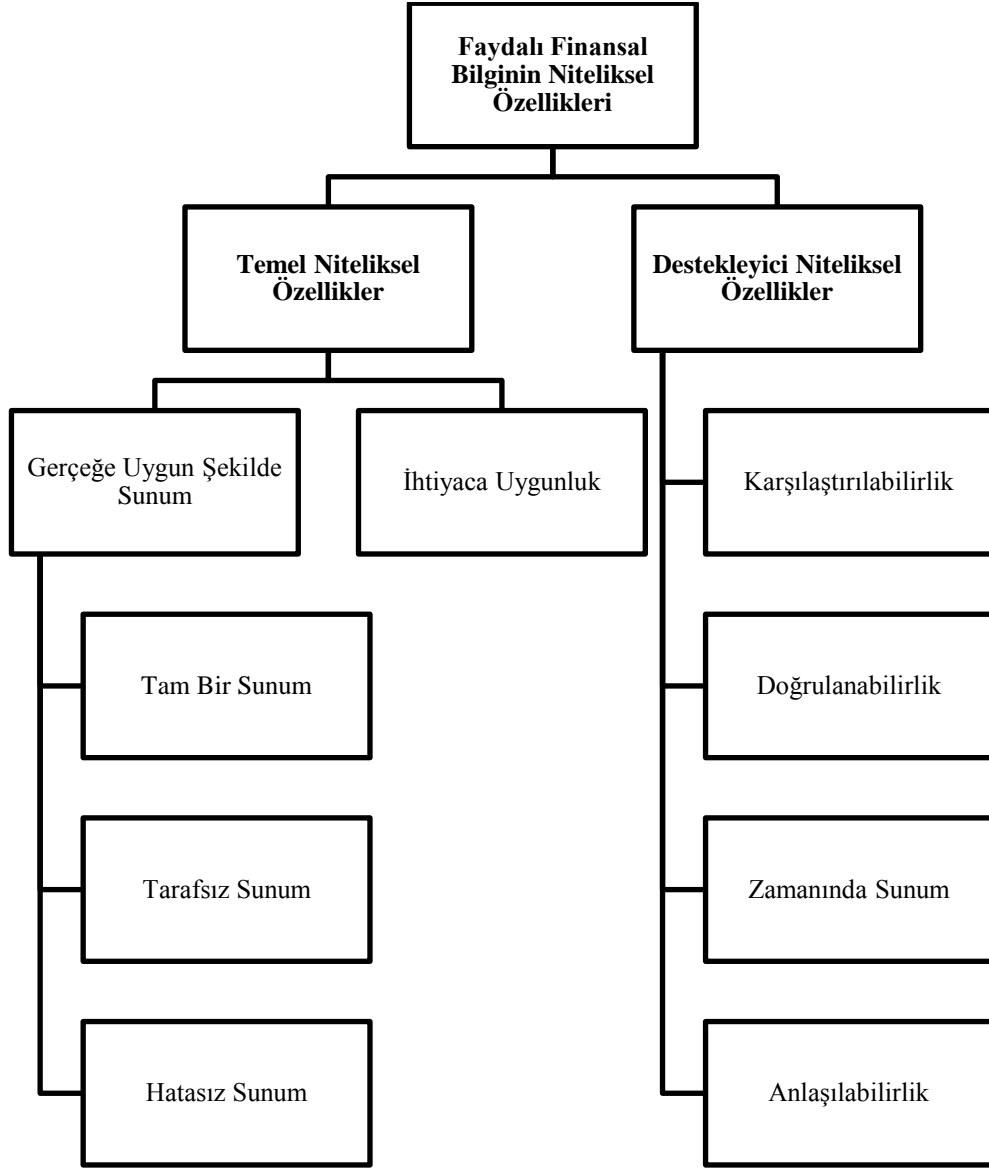 Faydalı Finansal
Bilginin Niteliksel
Özellikleri
Temel Niteliksel
Özellikler
Destekleyici Niteliksel
Özellikler
Gerçeğe Uygun Şekilde
Sunum
İhtiyaca Uygunluk
Karşılaştırılabilirlik
Tam Bir Sunum
Doğrulanabilirlik
Tarafsız Sunum
Zamanında Sunum
Hatasız Sunum
Anlaşılabilirlik